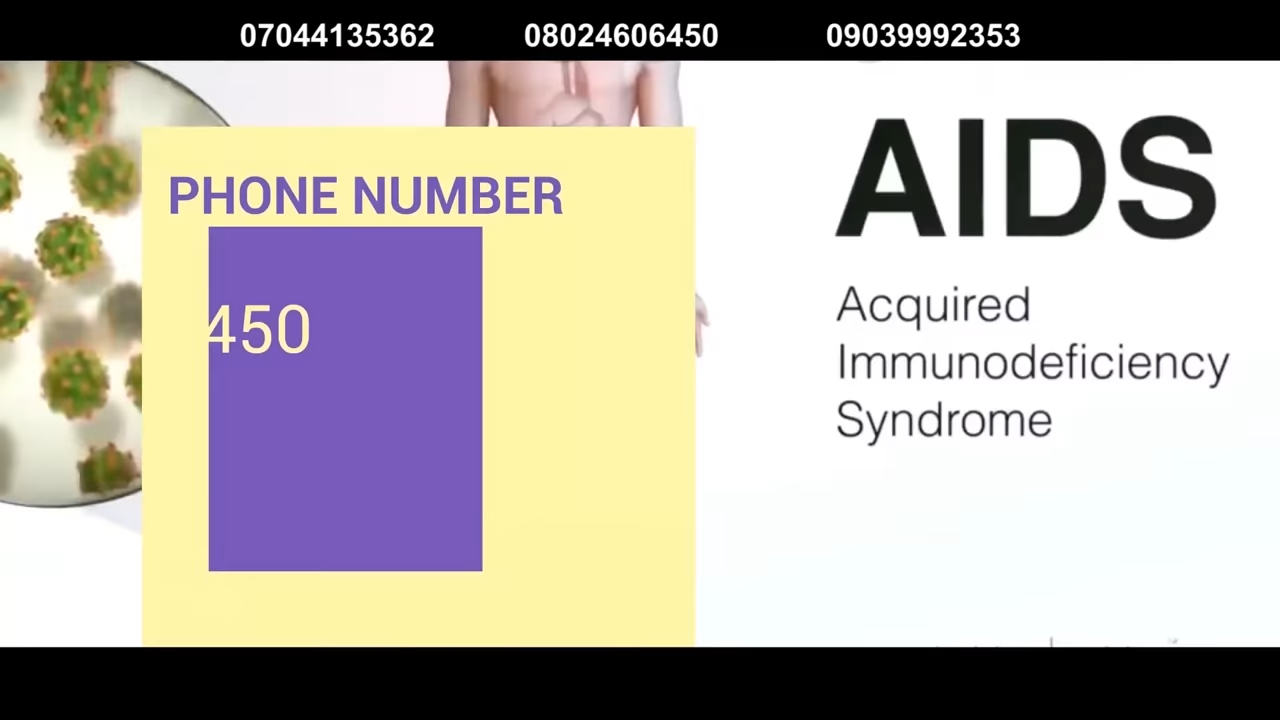 07044135362 08024606450 09039992353
AIDS
PHONE NUMBER
Acquired
450
Immunodeficiency
Syndrome